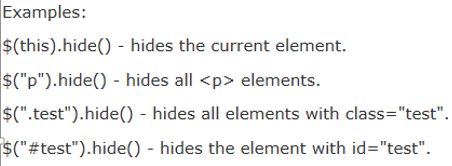 Examples:
$(this).hide() - hides the current element.
$("p").hide() - hides all <p> elements.
$(".test").hide() - hides all elements with class="test".
$("#test").hide() - hides the element with id="test".